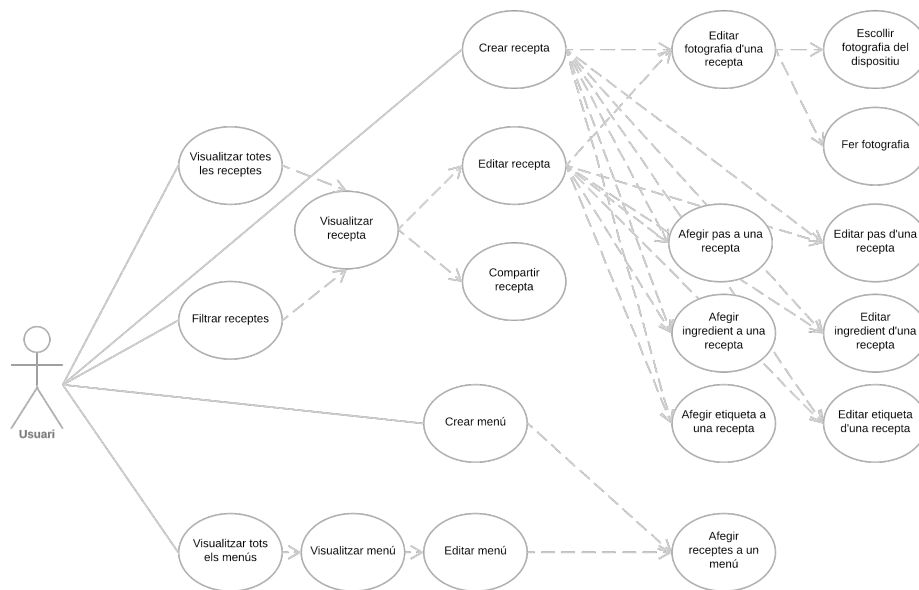 Crear recepta
Editar
fotografia d'una
recepta
Escollir
fotografia del
dispositiu
Fer fotografia
Visualitzar totes
les receptes
Editar recepta
Visualitzar
recepta
Afegir pas a una
recepta
Editar pas d'una
recepta
Compartir
recepta
Filtrar receptes
Afegir
ingredient a una
recepta
Editar
ingredient d'una
recepta
Usuari
Crear menú
Afegir etiqueta a
una recepta
Editar etiqueta
d'una recepta
Visualitzar tots
els menús
Visualitzar menú
Editar menú
Afegir
receptes a un
menú